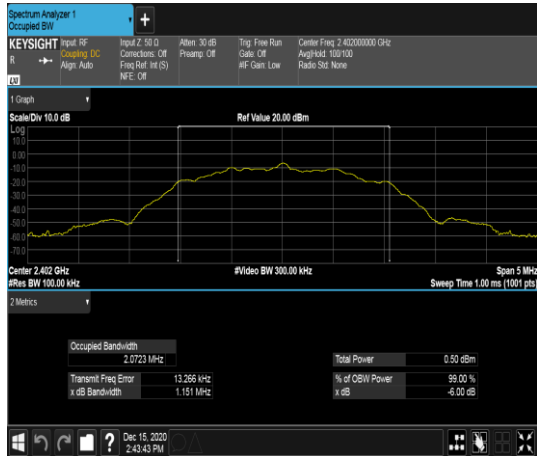 Spectrum Analyzer 1
Occupied BW
+
KEYSIGHT
R
LXI
Input: RF
Coupling: DC
Align: Auto
Input Z: 50 Ω
Corrections: Off
Freq Ref: Int (S)
NFE: Off
Atten: 30 dB
Preamp: Off
Trig: Free Run
Gate: Off
#IF Gain: Low
Center Freq: 2.402000000 GHz
Avg|Hold: 100/100
Radio Std: None
1 Graph
Scale/Div 10.0 dB
Ref Value 20.00 dBm
Log
10.0
0.00
-10.0
-20.0
-30.0
-40.0
-50.0
-60.0
-70.0
Center 2.402 GHz
#Video BW 300.00 kHz
Span 5 MHz
#Res BW 100.00 kHz
Sweep Time 1.00 ms (1001 pts)
2 Metrics
Occupied Bandwidth
2.0723 MHz
Total Power 0.50 dBm
Transmit Freq Error 13.266 kHz
% of OBW Power 99.00 %
x dB Bandwidth 1.151 MHz
x dB -6.00 dB
?
Dec 15, 2020
2:43:43 PM